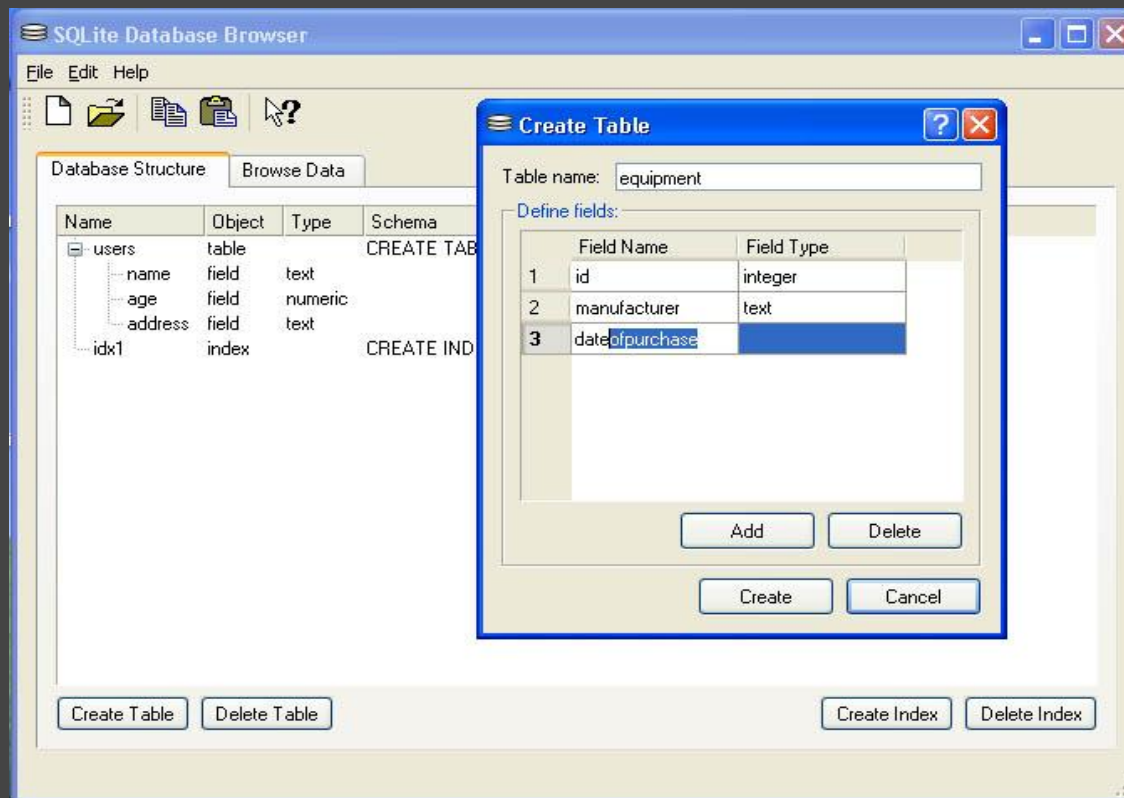 SQLite Database Browser
File Edit Help
Database Structure
Browse Data
Name Object Type Schema
users table CREATE TAB
name field text
age field numeric
address field text
idx1 index CREATE IND
Create Table
Table name: equipment
Define fields:
Field Name Field Type
1 id integer
2 manufacturer text
3 dateofpurchase
Add Delete
Create Cancel
Create Table Delete Table Create Index Delete Index